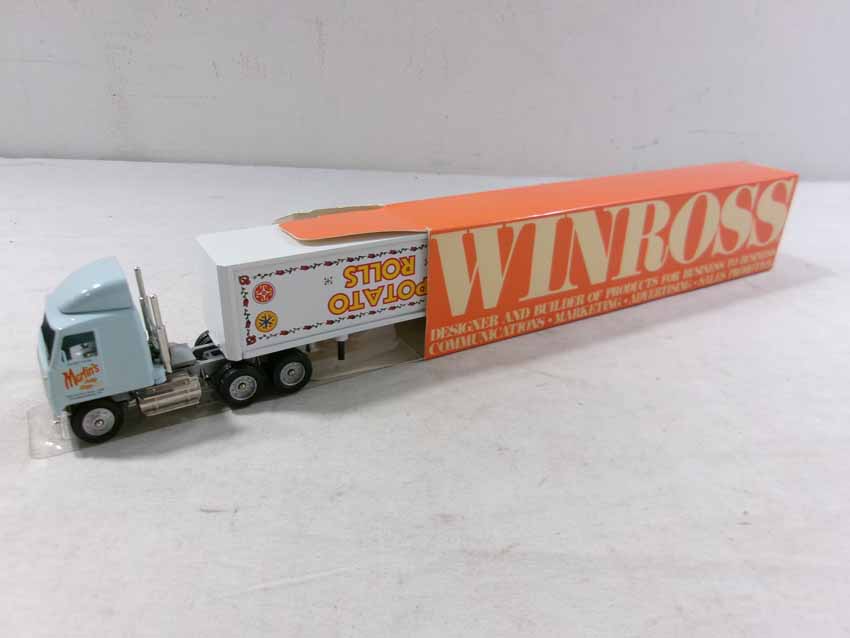 Martin's
POTATO
ROLLS
WINROSS
DESIGNER AND BUILDER OF PRODUCTS FOR BUSINESS TO BUSINESS
COMMUNICATIONS • MARKETING • ADVERTISING • SALES PROMOTION